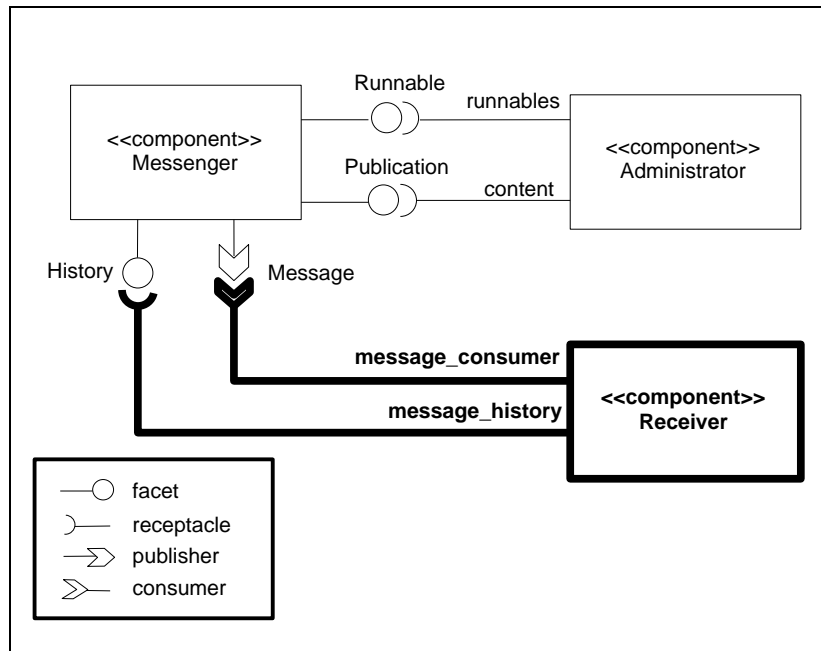 Runnable
runnables
<<component>>
Messenger
<<component>>
Administrator
Publication
content
History
Message
message_consumer
message_history
<<component>>
Receiver
facet
receptacle
publisher
consumer